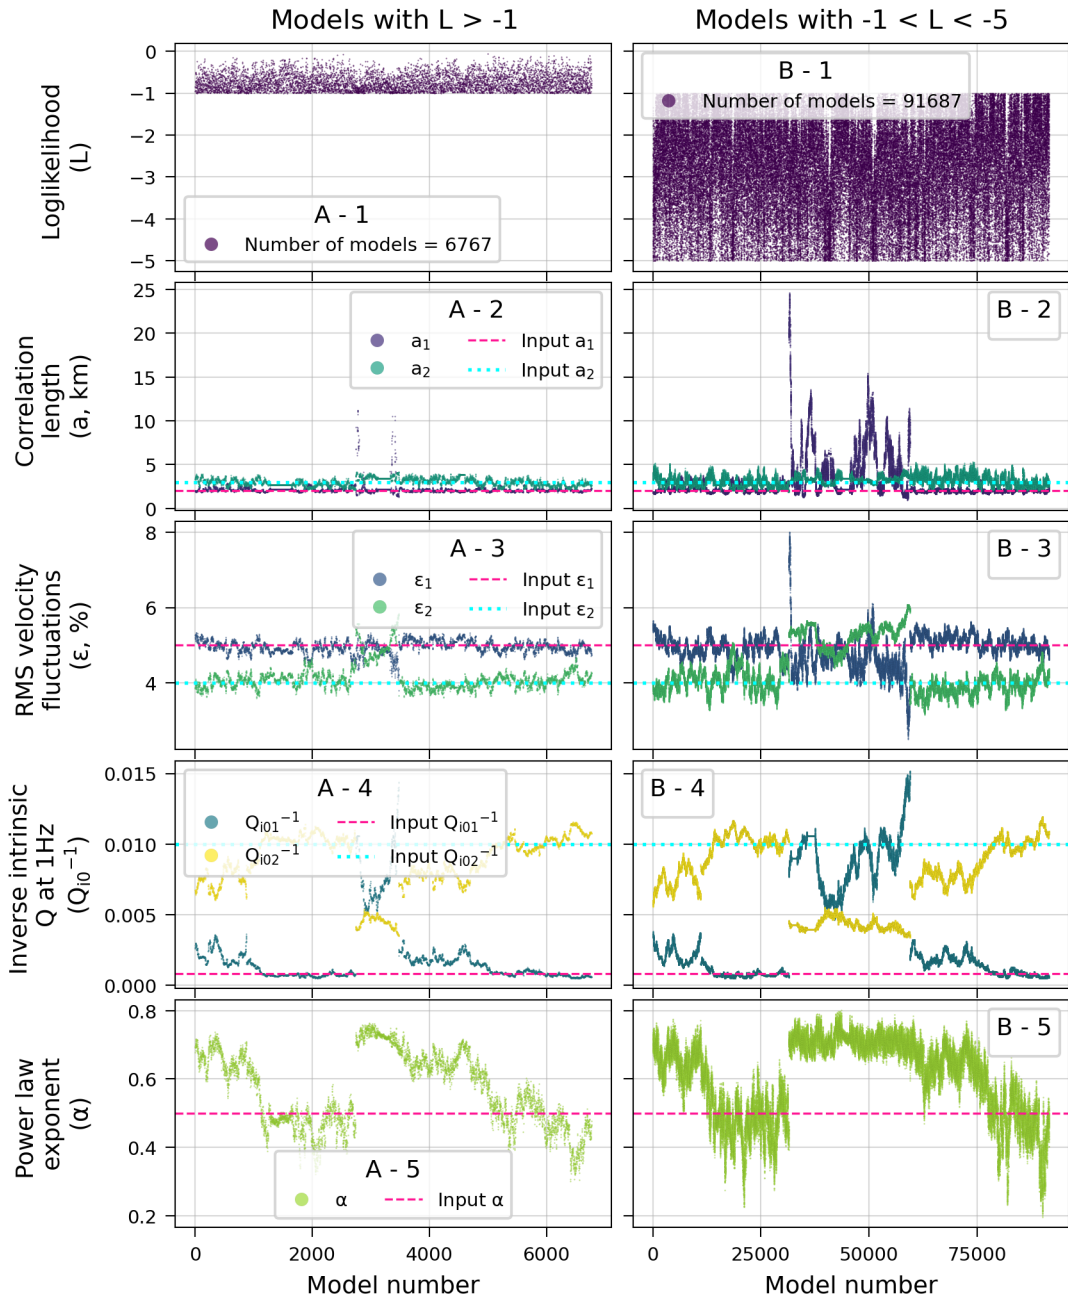 Models with L > -1
Models with -1 < L < -5
Loglikelihood
(L)
0
−1
−2
−3
−4
−5
A - 1
Number of models = 6767
B - 1
Number of models = 91687
Correlation
length
(a, km)
25
20
15
10
5
0
A - 2
a₁ Input a₁
a₂ Input a₂
B - 2
RMS velocity
fluctuations
(ε, %)
8
6
4
A - 3
ε₁ Input ε₁
ε₂ Input ε₂
B - 3
Inverse intrinsic
Q at 1Hz
(Qᵢ₀⁻¹)
0.015
0.010
0.005
0.000
A - 4
Qᵢ₀₁⁻¹ Input Qᵢ₀₁⁻¹
Qᵢ₀₂⁻¹ Input Qᵢ₀₂⁻¹
B - 4
Power law
exponent
(α)
0.8
0.6
0.4
0.2
A - 5
α Input α
B - 5
0 2000 4000 6000
0 25000 50000 75000
Model number
Model number